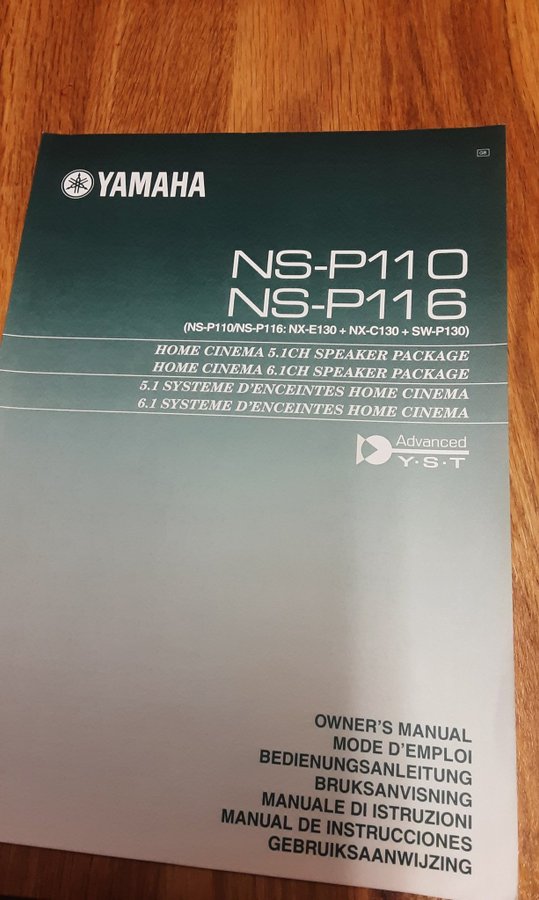 GB
YAMAHA
NS-P110
NS-P116
(NS-P110/NS-P116: NX-E130 + NX-C130 + SW-P130)
HOME CINEMA 5.1CH SPEAKER PACKAGE
HOME CINEMA 6.1CH SPEAKER PACKAGE
5.1 SYSTEME D'ENCEINTES HOME CINEMA
6.1 SYSTEME D'ENCEINTES HOME CINEMA
Advanced
Y·S·T
OWNER'S MANUAL
MODE D'EMPLOI
BEDIENUNGSANLEITUNG
BRUKSANVISNING
MANUALE DI ISTRUZIONI
MANUAL DE INSTRUCCIONES
GEBRUIKSAANWIJZING